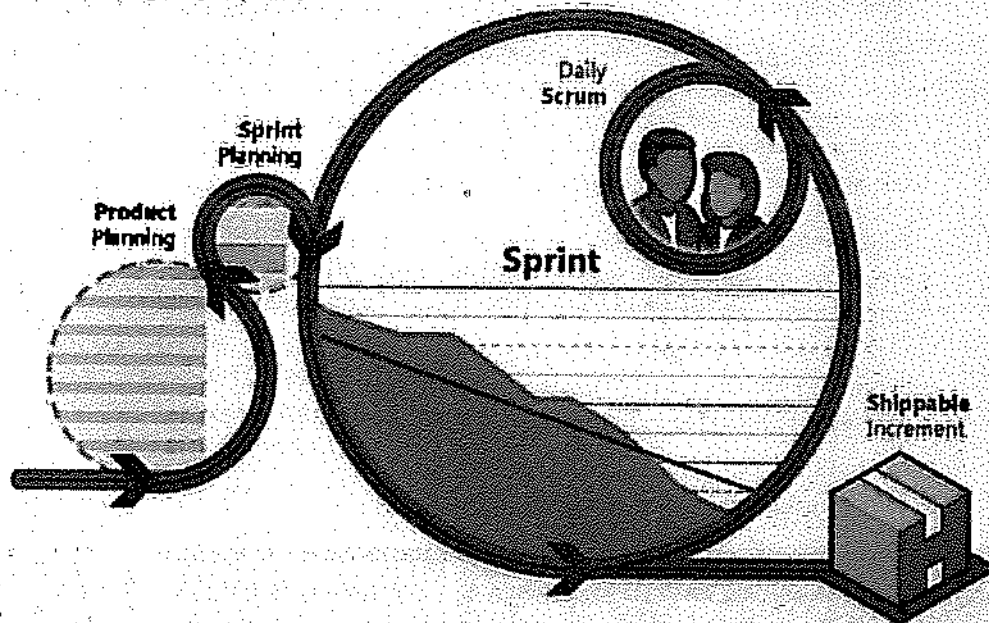 Product
Planning
Sprint
Planning
Daily
Scrum
Sprint
Shippable
Increment